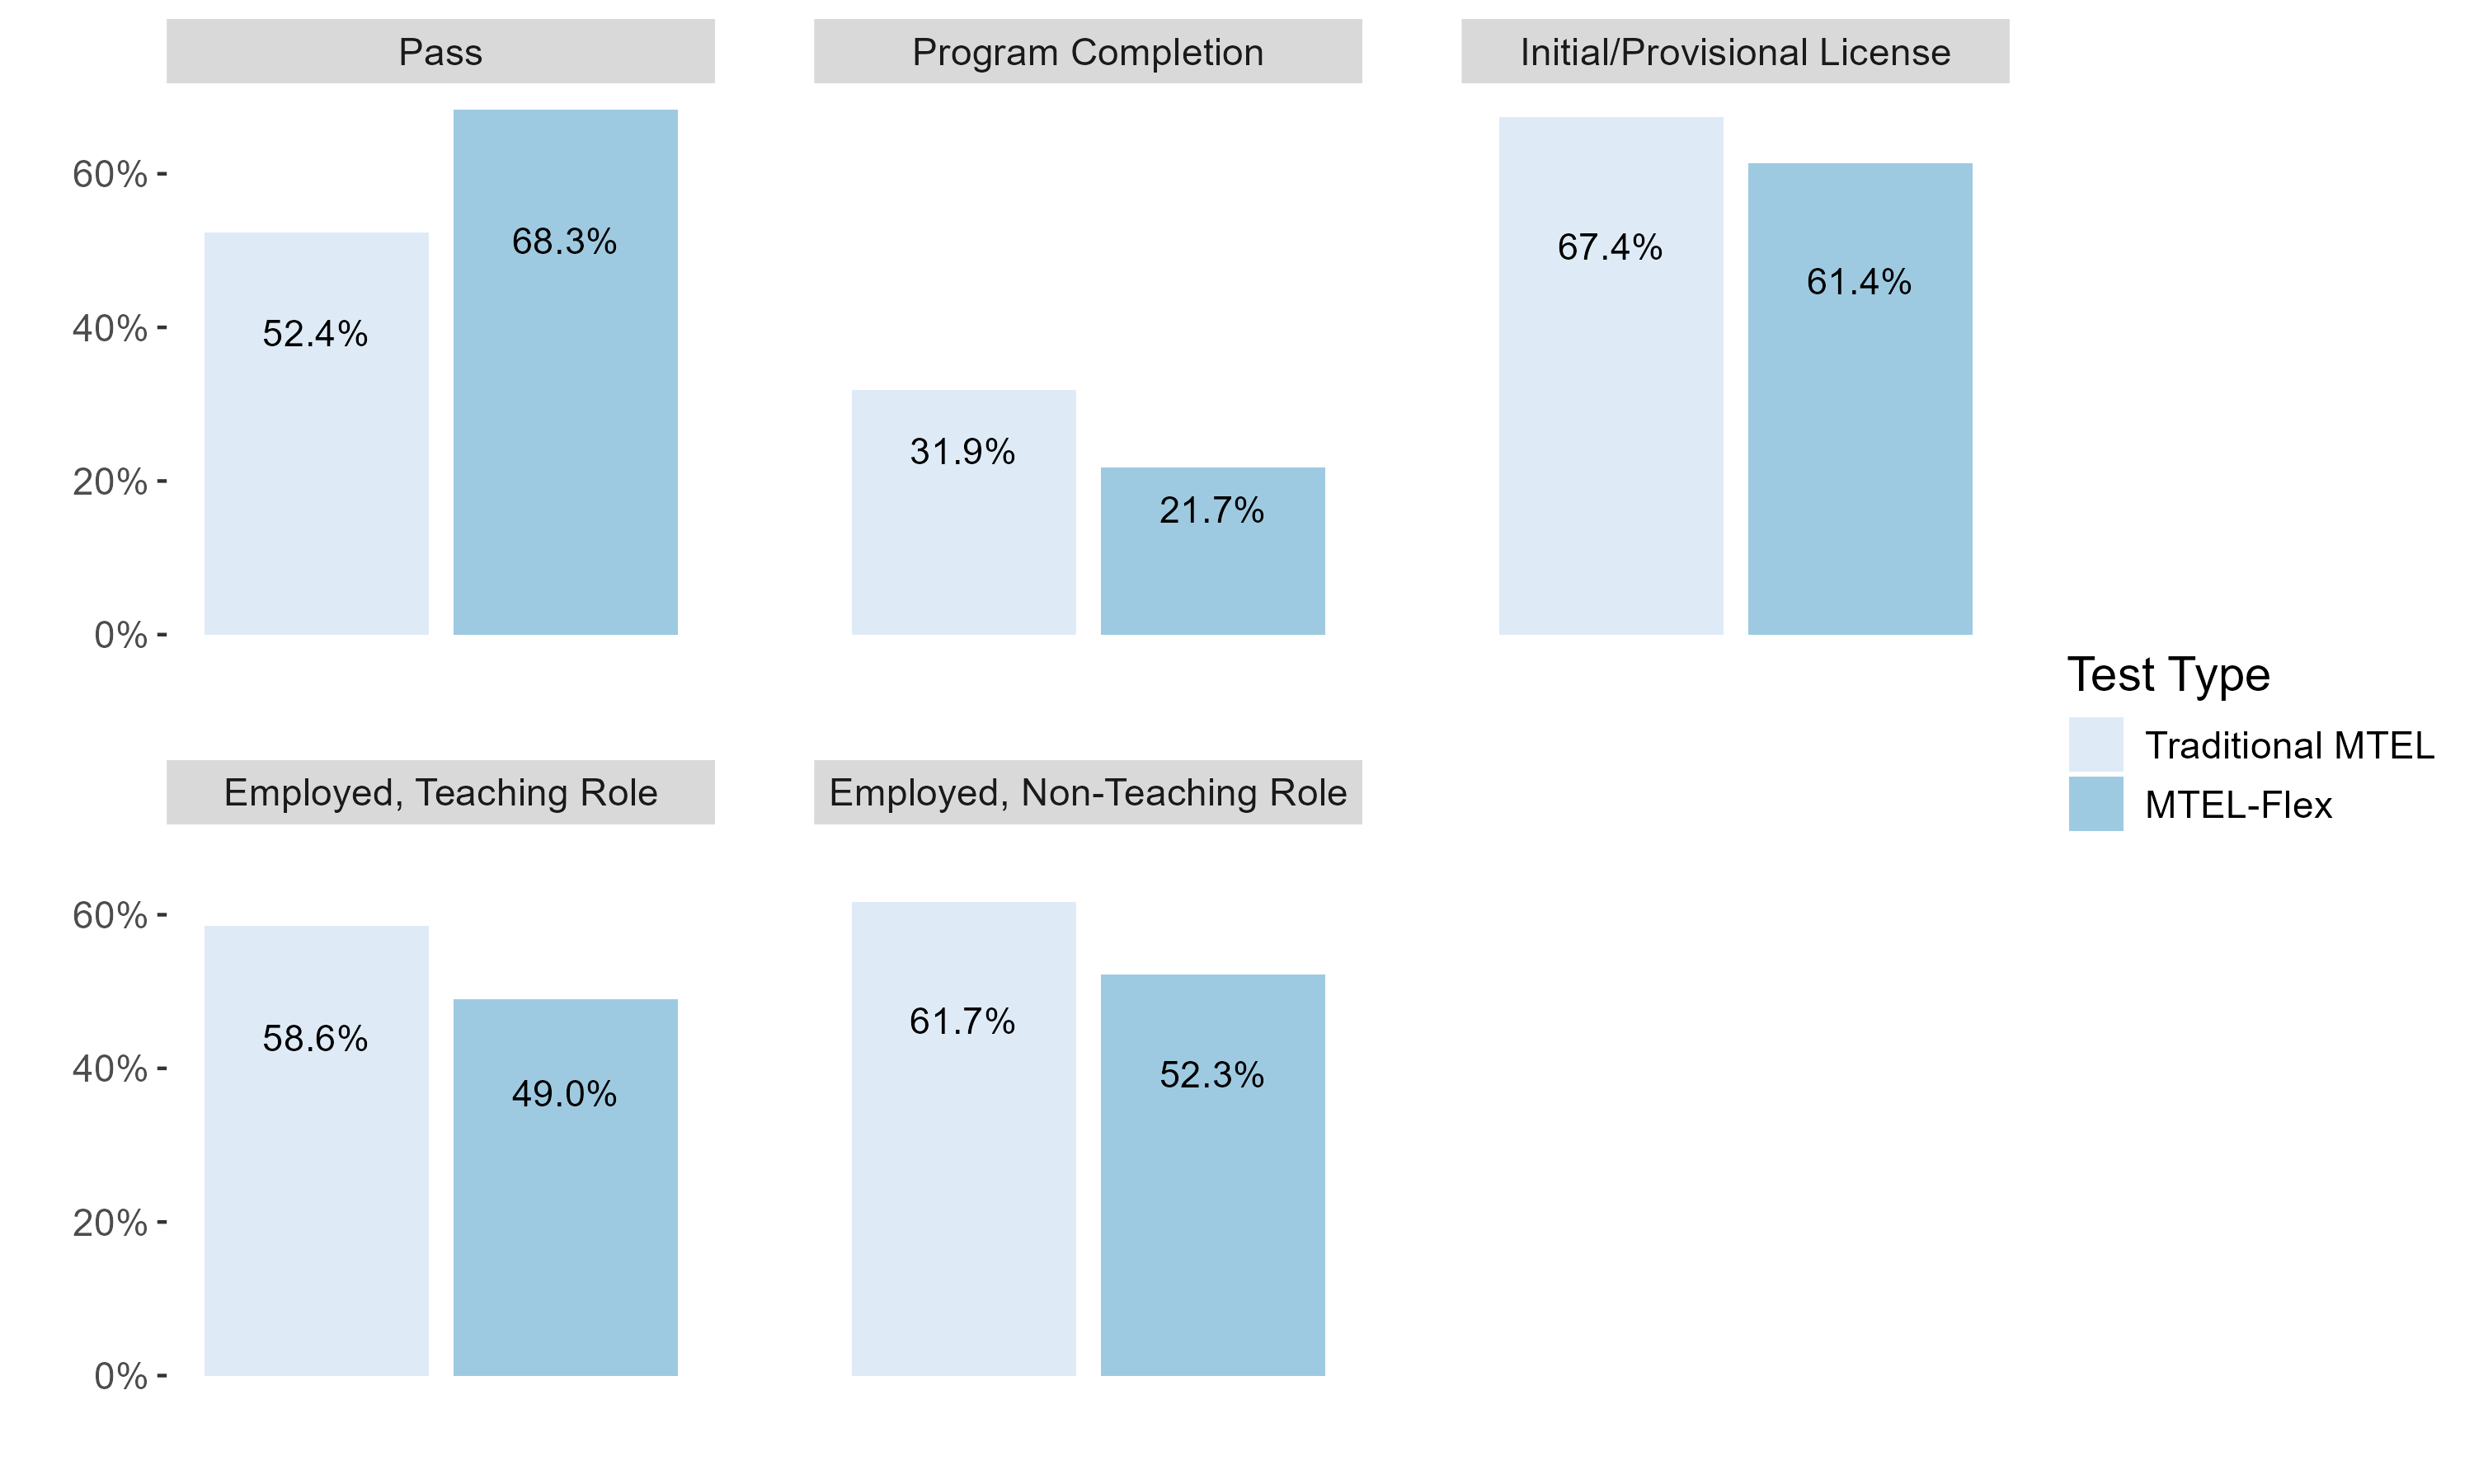 Pass
Program Completion
Initial/Provisional License
60%
40%
20%
0%
52.4%
68.3%
31.9%
21.7%
67.4%
61.4%
Employed, Teaching Role
Employed, Non-Teaching Role
60%
40%
20%
0%
58.6%
49.0%
61.7%
52.3%
Test Type
Traditional MTEL
MTEL-Flex